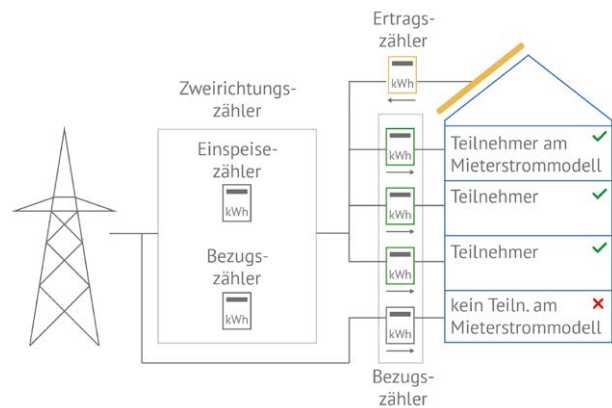 Ertrags-
zähler
kWh
Zweirichtungs-
zähler
Einspeise-
zähler
kWh
Bezugs-
zähler
kWh
kWh
kWh
kWh
kWh
Bezugs-
zähler
Teilnehmer am
Mieterstrommodell
Teilnehmer
Teilnehmer
kein Teiln. am
Mieterstrommodell